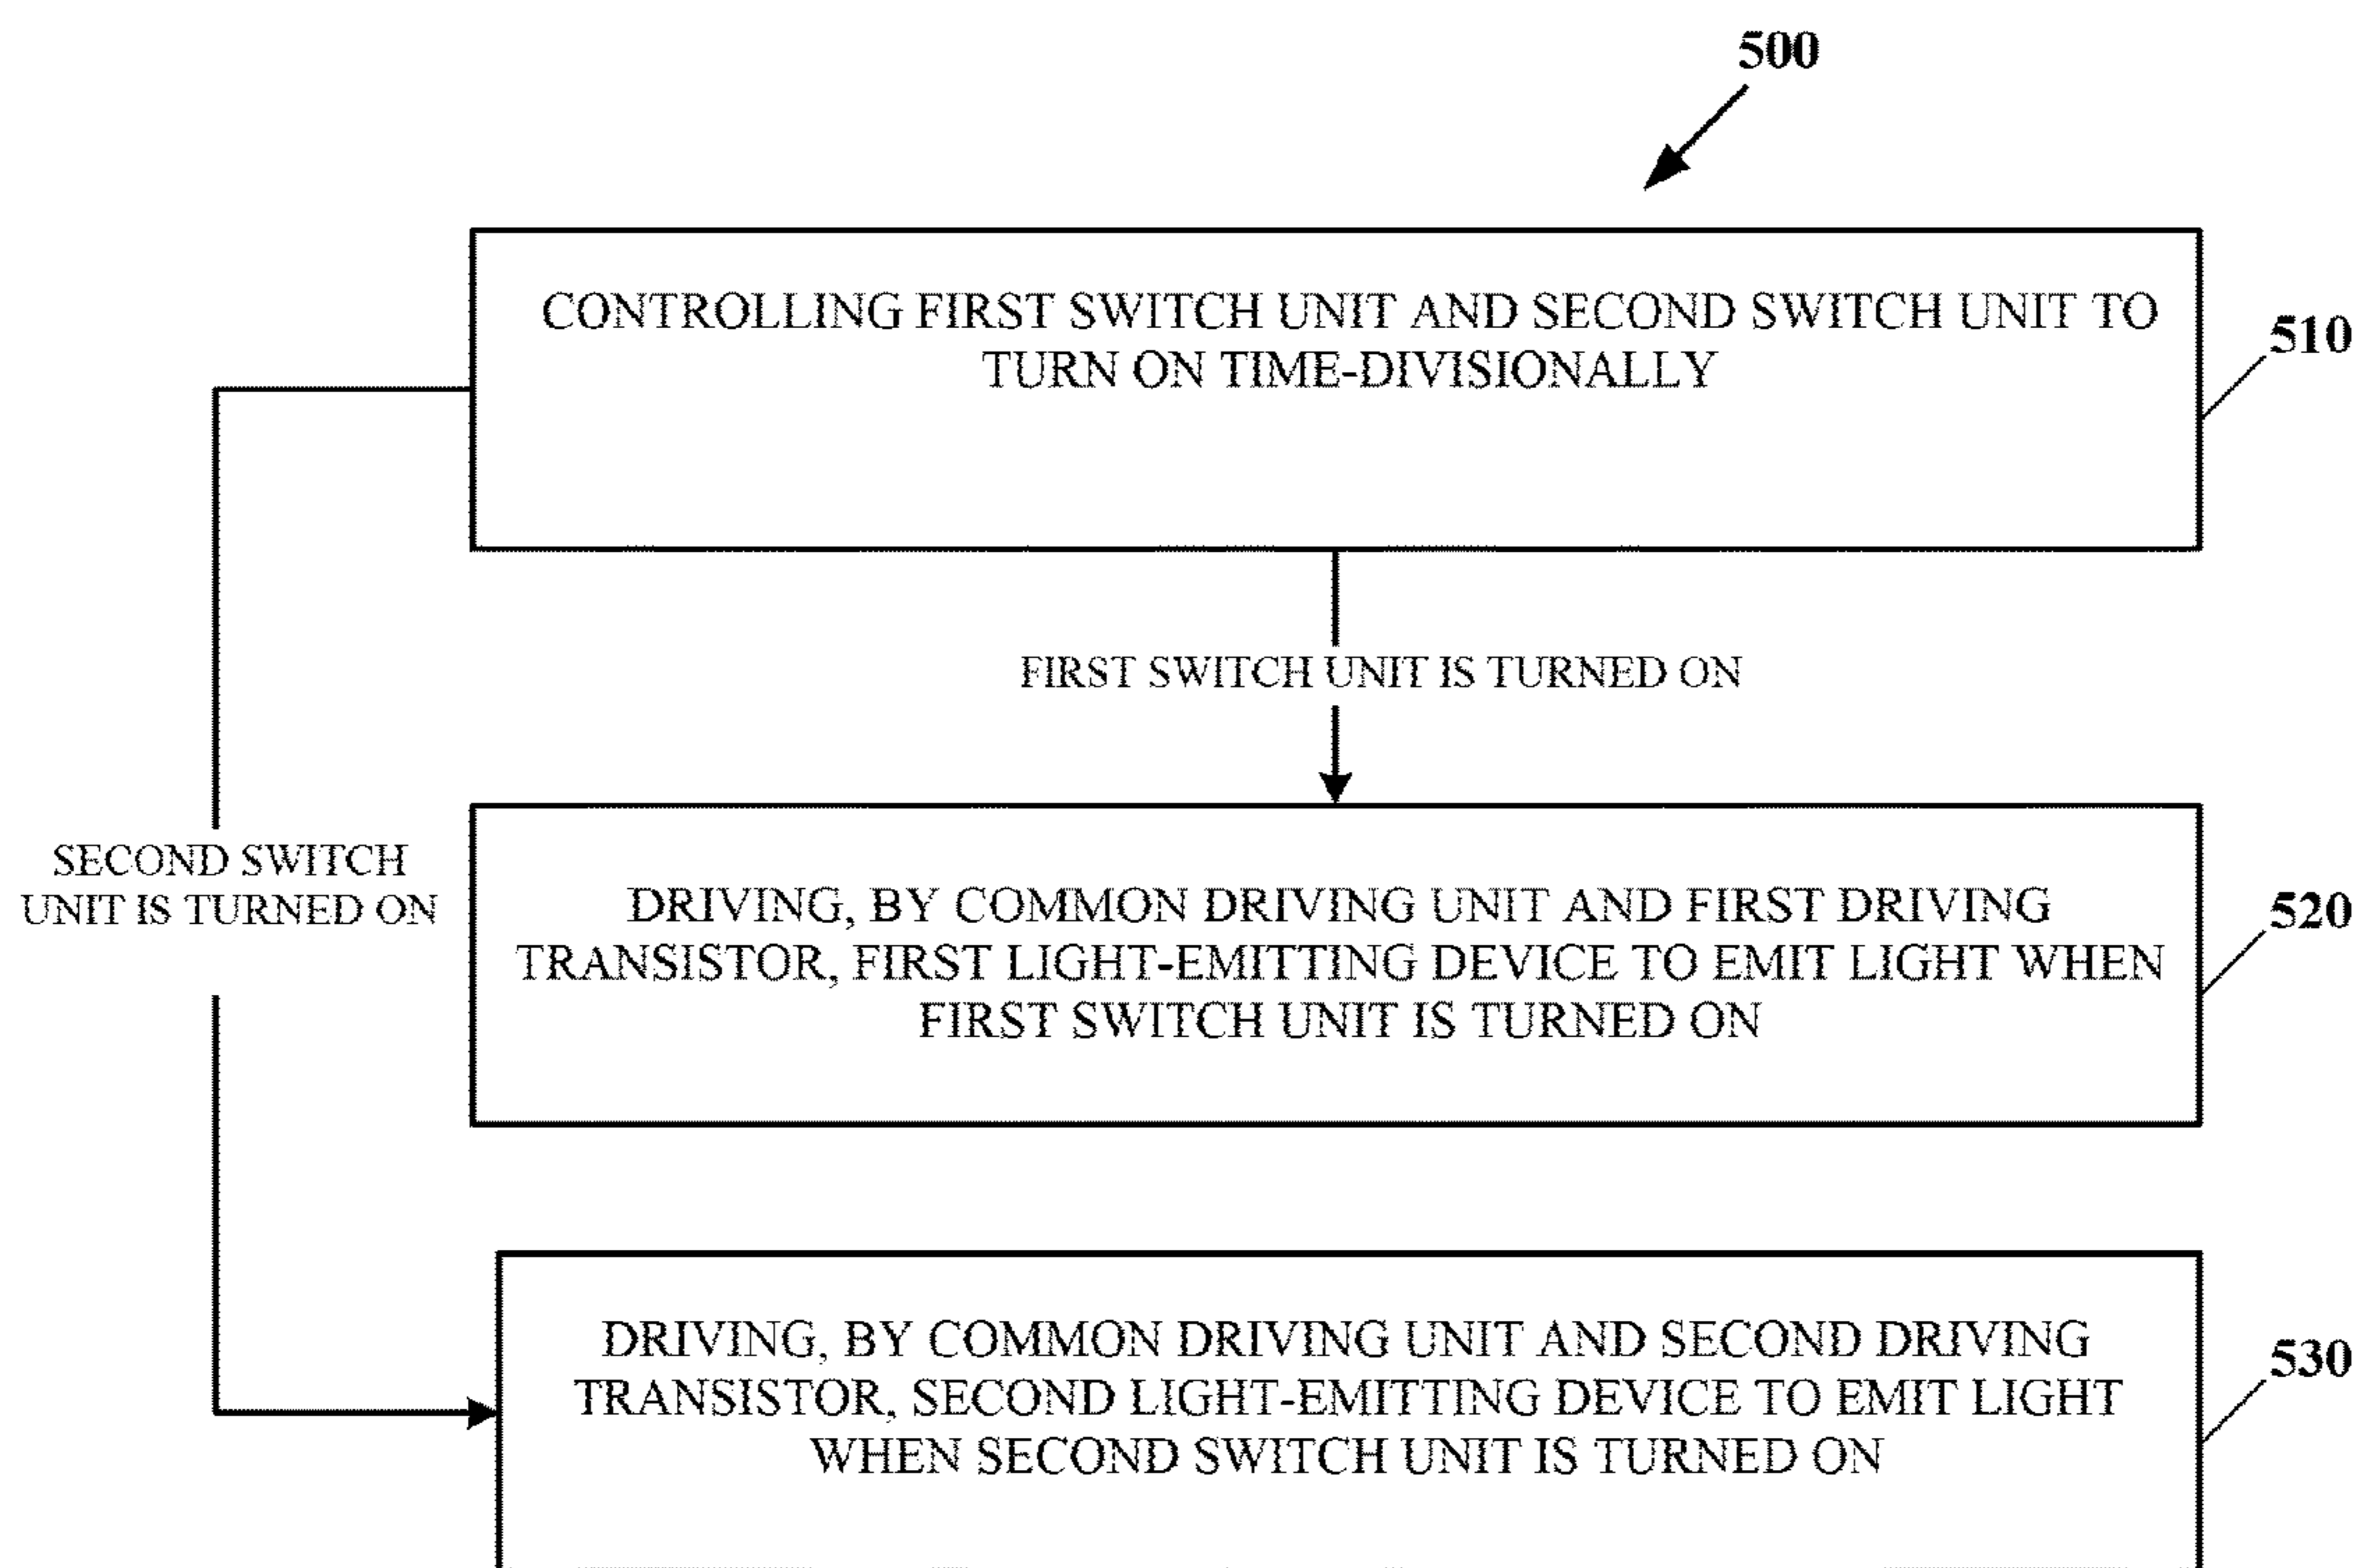 500
CONTROLLING FIRST SWITCH UNIT AND SECOND SWITCH UNIT TO
TURN ON TIME-DIVISIONALLY
510
FIRST SWITCH UNIT IS TURNED ON
SECOND SWITCH
UNIT IS TURNED ON
DRIVING, BY COMMON DRIVING UNIT AND FIRST DRIVING
TRANSISTOR, FIRST LIGHT-EMITTING DEVICE TO EMIT LIGHT WHEN
FIRST SWITCH UNIT IS TURNED ON
520
DRIVING, BY COMMON DRIVING UNIT AND SECOND DRIVING
TRANSISTOR, SECOND LIGHT-EMITTING DEVICE TO EMIT LIGHT
WHEN SECOND SWITCH UNIT IS TURNED ON
530